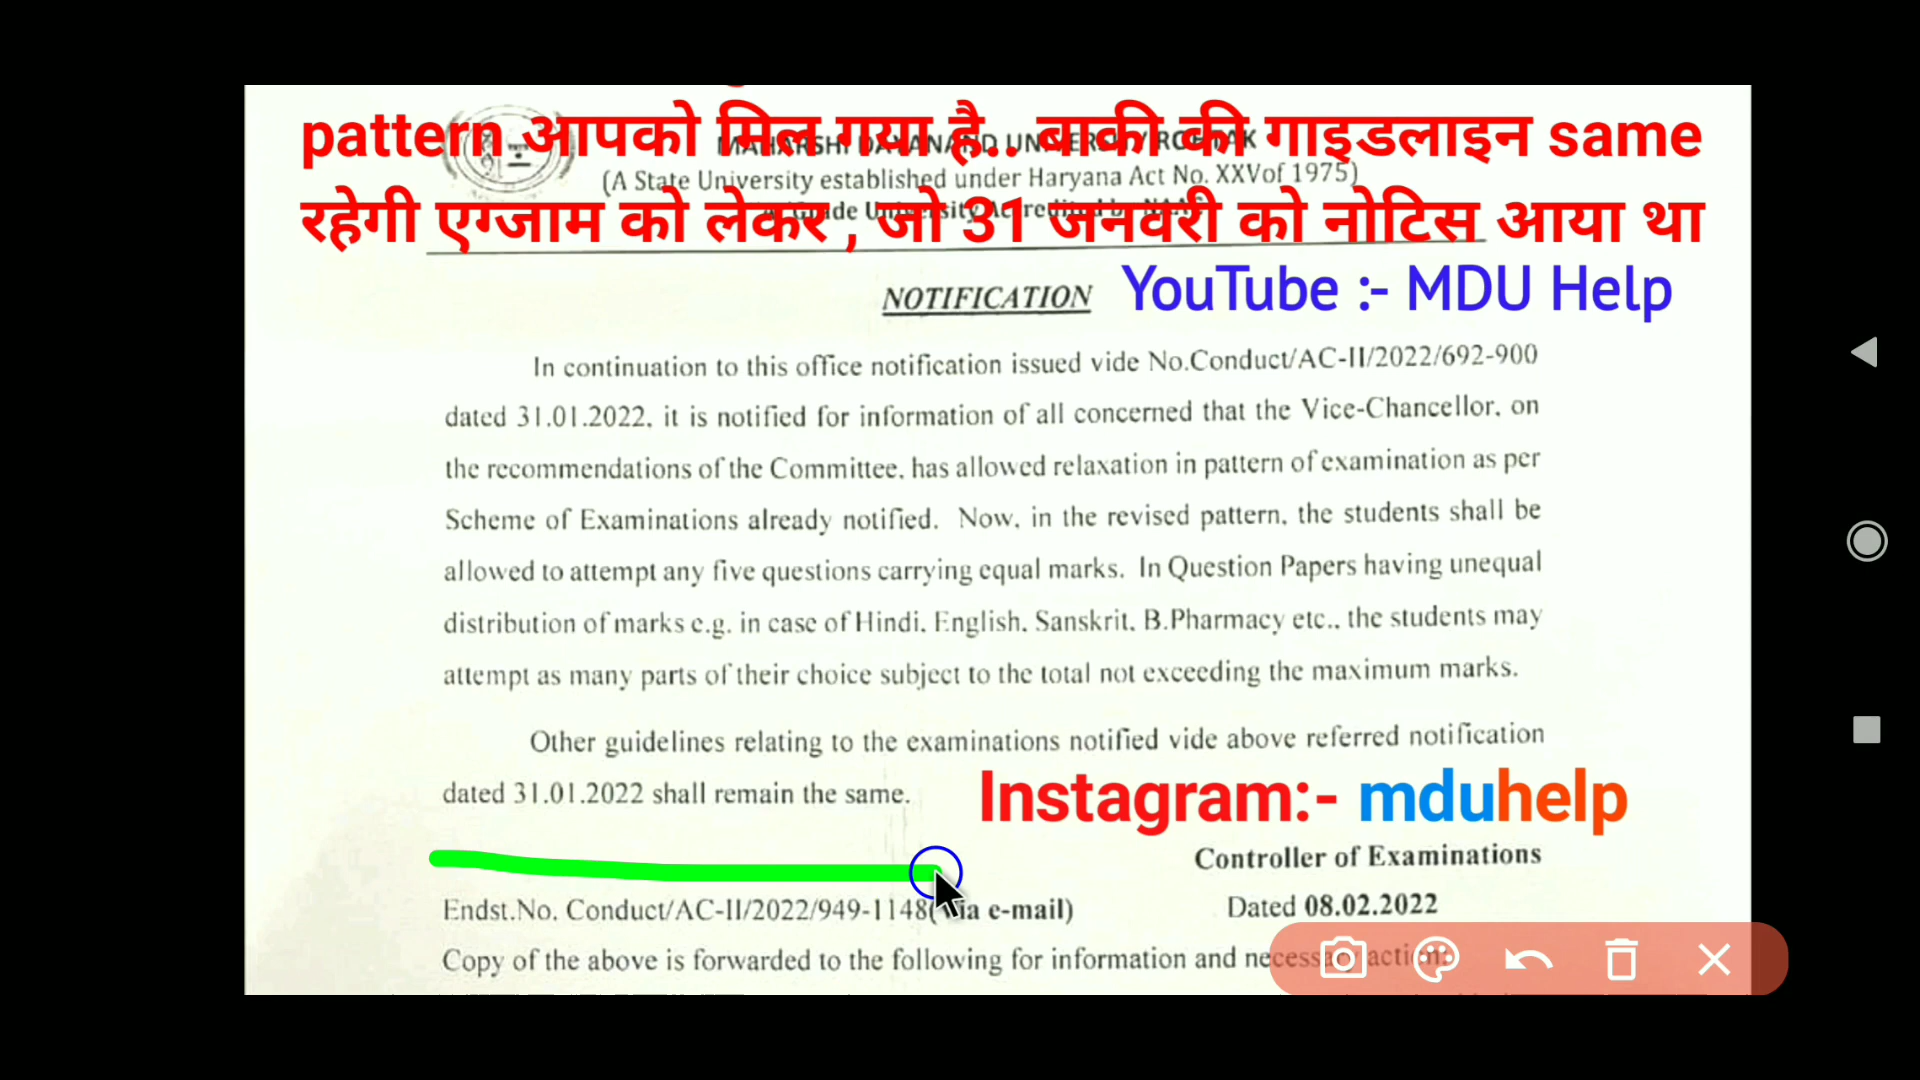 pattern आपको मिल गया है.. बाकी की गाइडलाइन same
MAHARSHI DAYANAND UNIVERSITY ROHTAK
(A State University established under Haryana Act No. XXVof 1975)
रहेगी एग्जाम को लेकर , जो 31 जनवरी को नोटिस आया था
NOTIFICATION
YouTube :- MDU Help
In continuation to this office notification issued vide No.Conduct/AC-II/2022/692-900
dated 31.01.2022, it is notified for information of all concerned that the Vice-Chancellor, on
the recommendations of the Committee, has allowed relaxation in pattern of examination as per
Scheme of Examinations already notified. Now, in the revised pattern, the students shall be
allowed to attempt any five questions carrying equal marks. In Question Papers having unequal
distribution of marks e.g. in case of Hindi, English, Sanskrit, B.Pharmacy etc., the students may
attempt as many parts of their choice subject to the total not exceeding the maximum marks.
Other guidelines relating to the examinations notified vide above referred notification
dated 31.01.2022 shall remain the same.
Instagram:- mduhelp
Controller of Examinations
Endst.No. Conduct/AC-II/2022/949-1148(via e-mail)
Dated 08.02.2022
Copy of the above is forwarded to the following for information and necessary action: